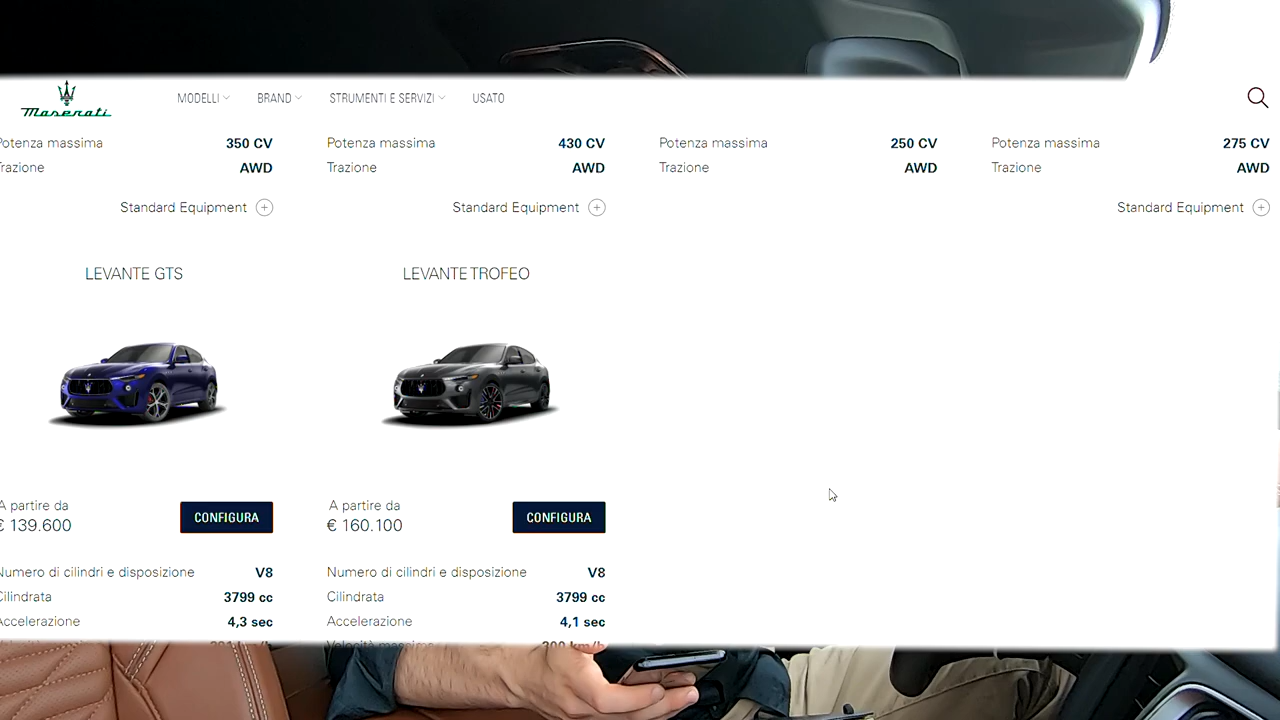 Maserati
MODELLI
BRAND
STRUMENTI E SERVIZI
USATO
Potenza massima 350 CV
Trazione AWD
Standard Equipment
Potenza massima 430 CV
Trazione AWD
Standard Equipment
Potenza massima 250 CV
Trazione AWD
Potenza massima 275 CV
Trazione AWD
Standard Equipment
LEVANTE GTS
A partire da
€ 139.600
CONFIGURA
Numero di cilindri e disposizione V8
Cilindrata 3799 cc
Accelerazione 4,3 sec
LEVANTE TROFEO
A partire da
€ 160.100
CONFIGURA
Numero di cilindri e disposizione V8
Cilindrata 3799 cc
Accelerazione 4,1 sec
Velocità massima